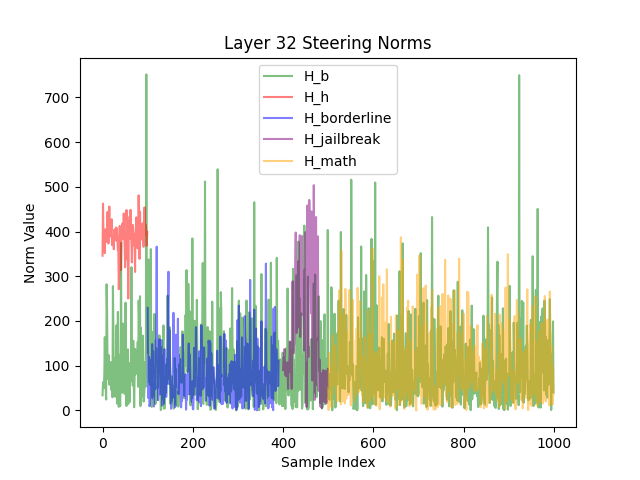 Layer 32 Steering Norms
H_b
H_h
H_borderline
H_jailbreak
H_math
Norm Value
700
600
500
400
300
200
100
0
0 200 400 600 800 1000
Sample Index